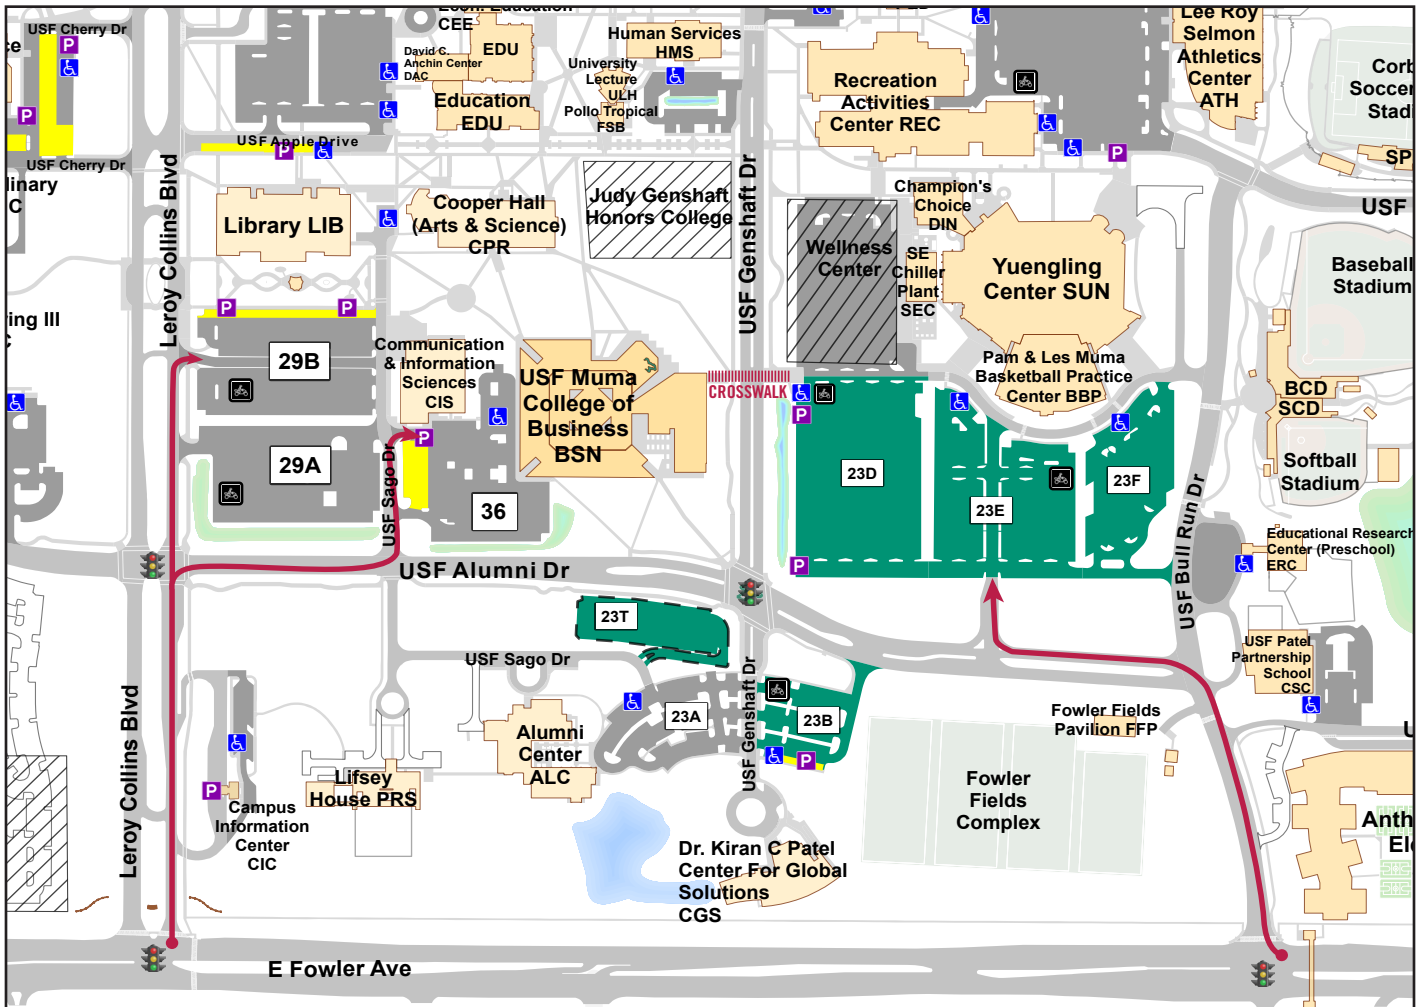 USF Cherry Dr
P
ce
P
USF Cherry Dr
linary
C
Leroy Collins Blvd
ring III
C
Econ. Education
CEE
EDU
David C.
Anchin Center
DAC
Education
EDU
USF Apple Drive
P
Human Services
HMS
University
Lecture
ULH
Pollo Tropical
FSB
Recreation
Activities
Center REC
Lee Roy
Selmon
Athletics
Center
ATH
P
Corb
Soccer
Stadi
SP
USF
Library LIB
Cooper Hall
(Arts & Science)
CPR
Judy Genshaft
Honors College
USF Genshaft Dr
Wellness
Center
Champion's
Choice
DIN
SE
Chiller
Plant
SEC
Yuengling
Center SUN
Pam & Les Muma
Basketball Practice
Center BBP
Baseball
Stadium
BCD
SCD
Softball
Stadium
P
P
29B
29A
Communication
& Information
Sciences
CIS
P
36
USF Sago Dr
USF Muma
College of
Business
BSN
CROSSWALK
P
P
23D
23E
23F
USF Bull Run Dr
Educational Research
Center (Preschool)
ERC
USF Alumni Dr
23T
USF Sago Dr
USF Genshaft Dr
23A
23B
P
USF Patel
Partnership
School
CSC
Fowler Fields
Pavilion FFP
U
Leroy Collins Blvd
P
Campus
Information
Center
CIC
Lifsey
House PRS
Alumni
Center
ALC
Fowler
Fields
Complex
Dr. Kiran C Patel
Center For Global
Solutions
CGS
Anth
El
E Fowler Ave